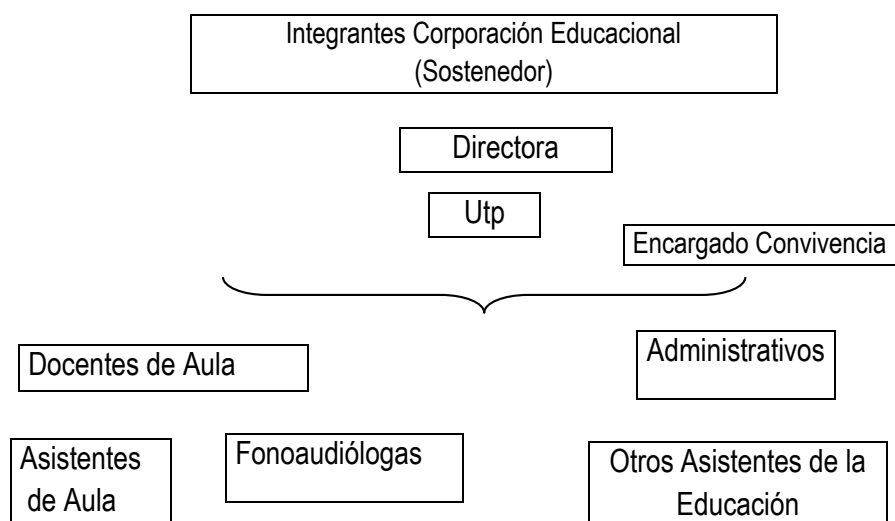 Integrantes Corporación Educacional
(Sostenedor)
Directora
Utp
Encargado Convivencia
Docentes de Aula
Administrativos
Asistentes
de Aula
Fonoaudiólogas
Otros Asistentes de la
Educación